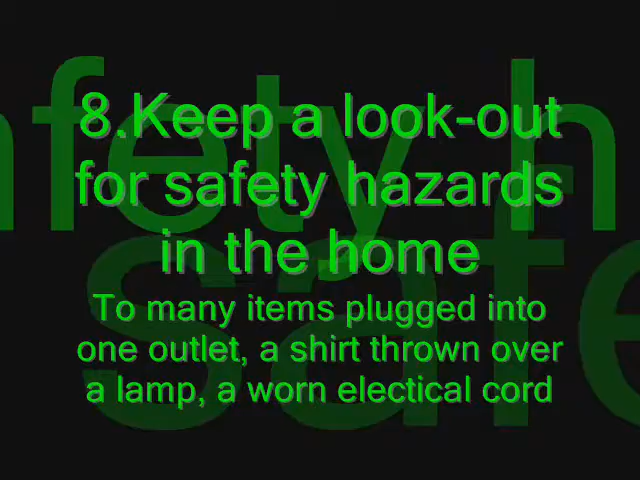 8.Keep a look-out
for safety hazards
in the home
To many items plugged into
one outlet, a shirt thrown over
a lamp, a worn electical cord